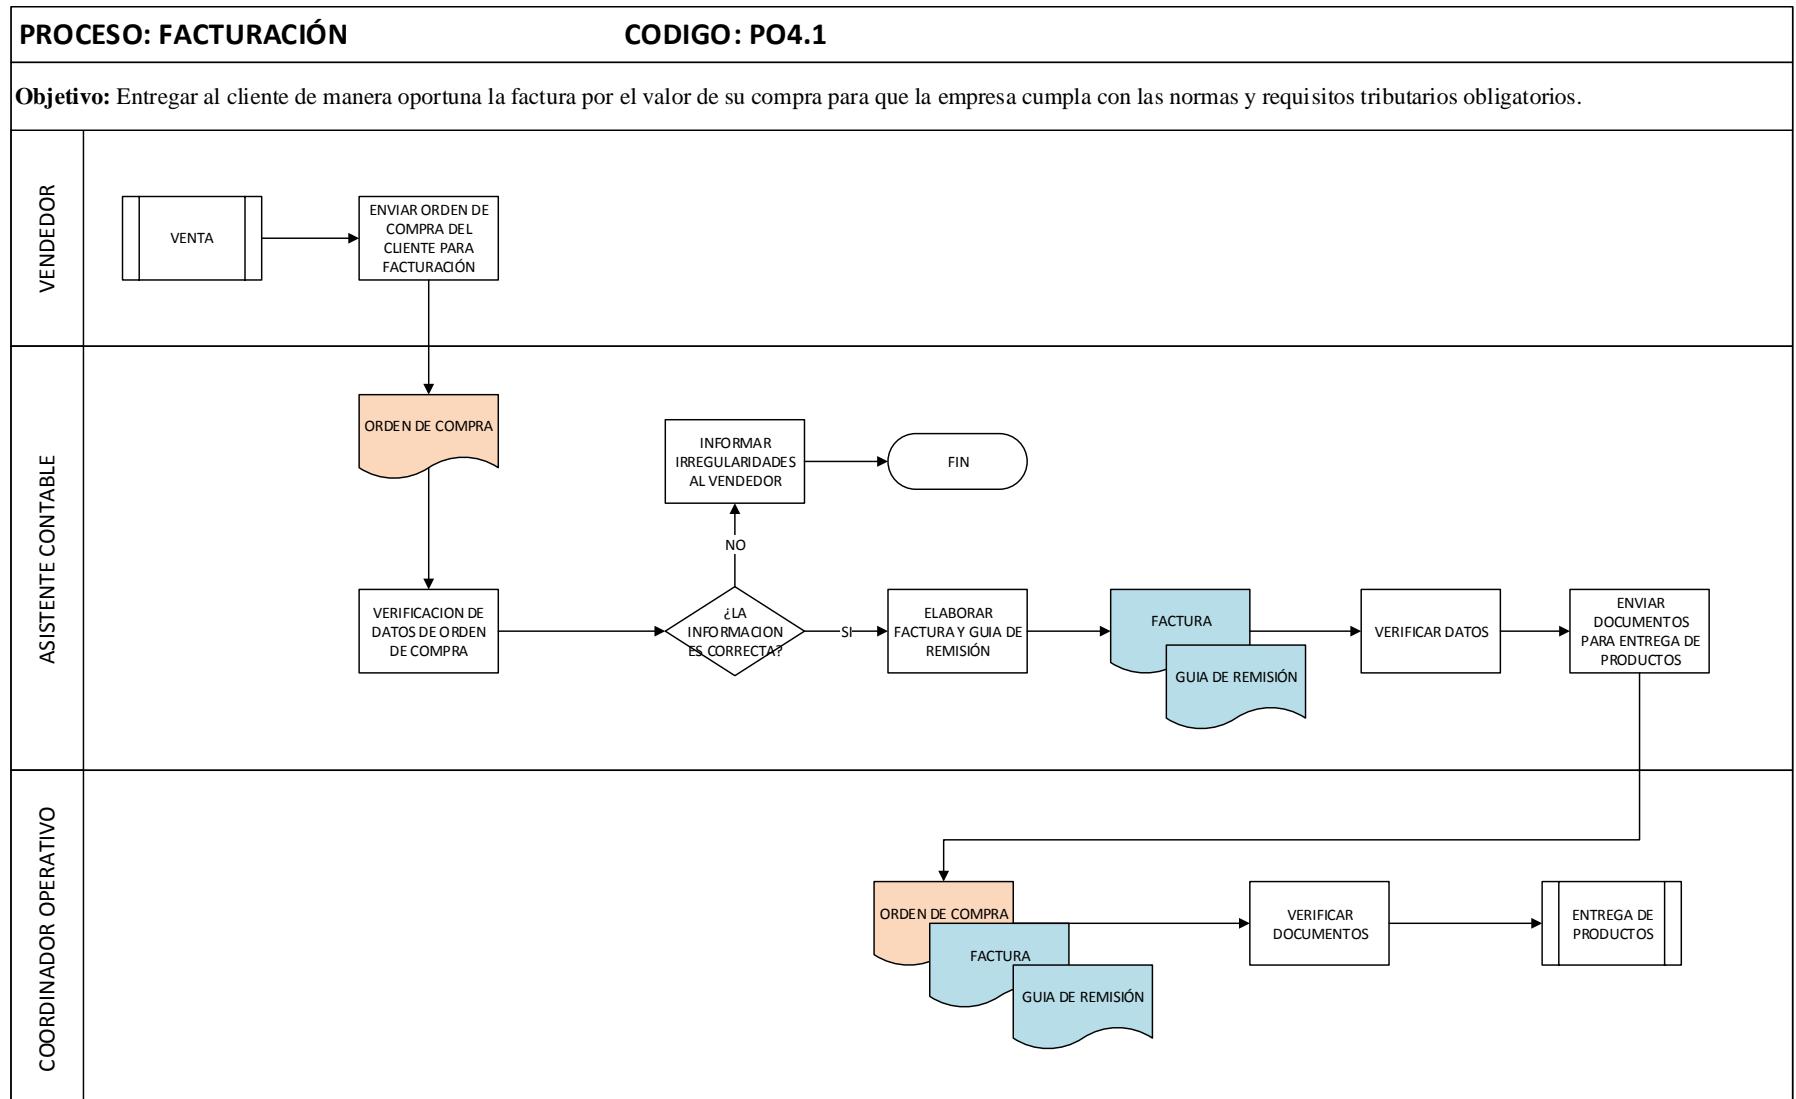 PROCESO: FACTURACIÓN CODIGO: PO4.1
Objetivo: Entregar al cliente de manera oportuna la factura por el valor de su compra para que la empresa cumpla con las normas y requisitos tributarios obligatorios.
VENDEDOR
VENTA
ENVIAR ORDEN DE
COMPRA DEL
CLIENTE PARA
FACTURACIÓN
ASISTENTE CONTABLE
ORDEN DE COMPRA
INFORMAR
IRREGULARIDADES
AL VENDEDOR
FIN
NO
VERIFICACION DE
DATOS DE ORDEN
DE COMPRA
¿LA
INFORMACION
ES CORRECTA?
SI
ELABORAR
FACTURA Y GUIA DE
REMISIÓN
FACTURA
GUIA DE REMISIÓN
VERIFICAR DATOS
ENVIAR
DOCUMENTOS
PARA ENTREGA DE
PRODUCTOS
COORDINADOR OPERATIVO
ORDEN DE COMPRA
FACTURA
GUIA DE REMISIÓN
VERIFICAR
DOCUMENTOS
ENTREGA DE
PRODUCTOS